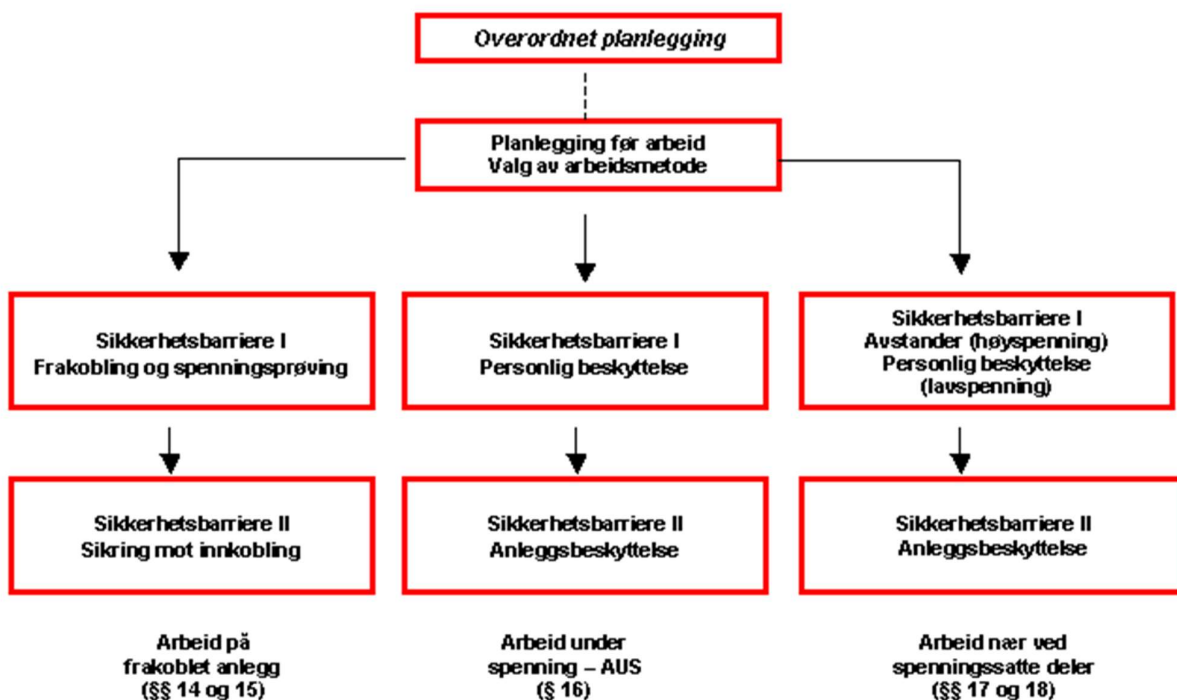 Overordnet planlegging
Planlegging før arbeid
Valg av arbeidsmetode
Sikkerhetsbarriere I
Frakobling og spenningsprøving
Sikkerhetsbarriere I
Personlig beskyttelse
Sikkerhetsbarriere I
Avstander (høyspenning)
Personlig beskyttelse
(lavspenning)
Sikkerhetsbarriere II
Sikring mot innkobling
Sikkerhetsbarriere II
Anleggsbeskyttelse
Sikkerhetsbarriere II
Anleggsbeskyttelse
Arbeid på
frakoblet anlegg
(§§ 14 og 15)
Arbeid under
spenning – AUS
(§ 16)
Arbeid nær ved
spenningssatte deler
(§§ 17 og 18)